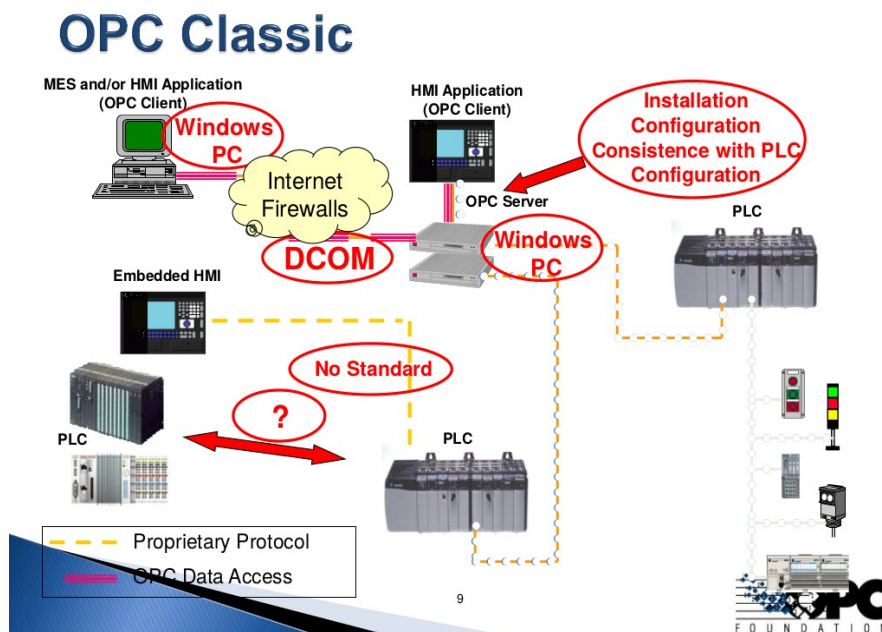 OPC Classic
MES and/or HMI Application
(OPC Client)
Windows
PC
HMI Application
(OPC Client)
Installation
Configuration
Consistence with PLC
Configuration
Internet
Firewalls
OPC Server
PLC
DCOM
Windows
PC
Embedded HMI
No Standard
?
PLC
PLC
Proprietary Protocol
OPC Data Access
9
OPC
FOUNDATION